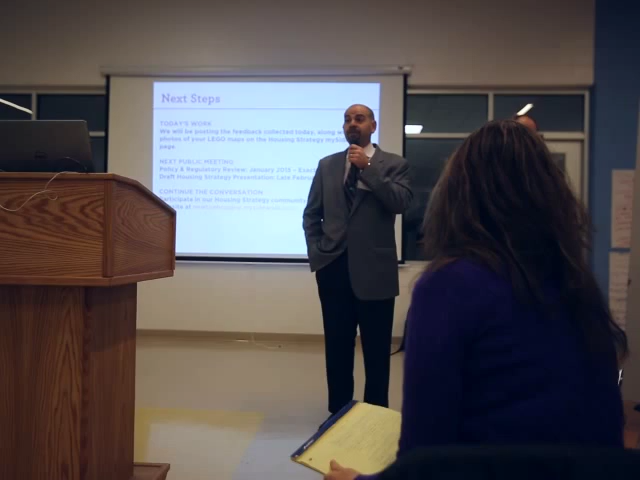 Next Steps
TODAY'S WORK
We will be posting the feedback collected today, along
photos of your LEGO maps on the Housing Strategy
page.
NEXT PUBLIC MEETING
Policy & Regulatory Review: January 2016 -
Draft Housing Strategy Presentation: Late
CONTINUE THE CONVERSATION
in our Housing Strategy